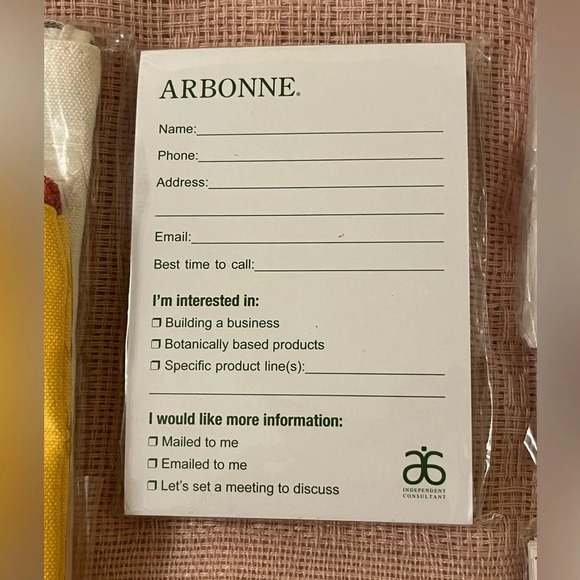 ARBONNE®
Name:
Phone:
Address:
Email:
Best time to call:
I'm interested in:
❒ Building a business
❒ Botanically based products
❒ Specific product line(s):
I would like more information:
❒ Mailed to me
❒ Emailed to me
❒ Let's set a meeting to discuss
INDEPENDENT
CONSULTANT